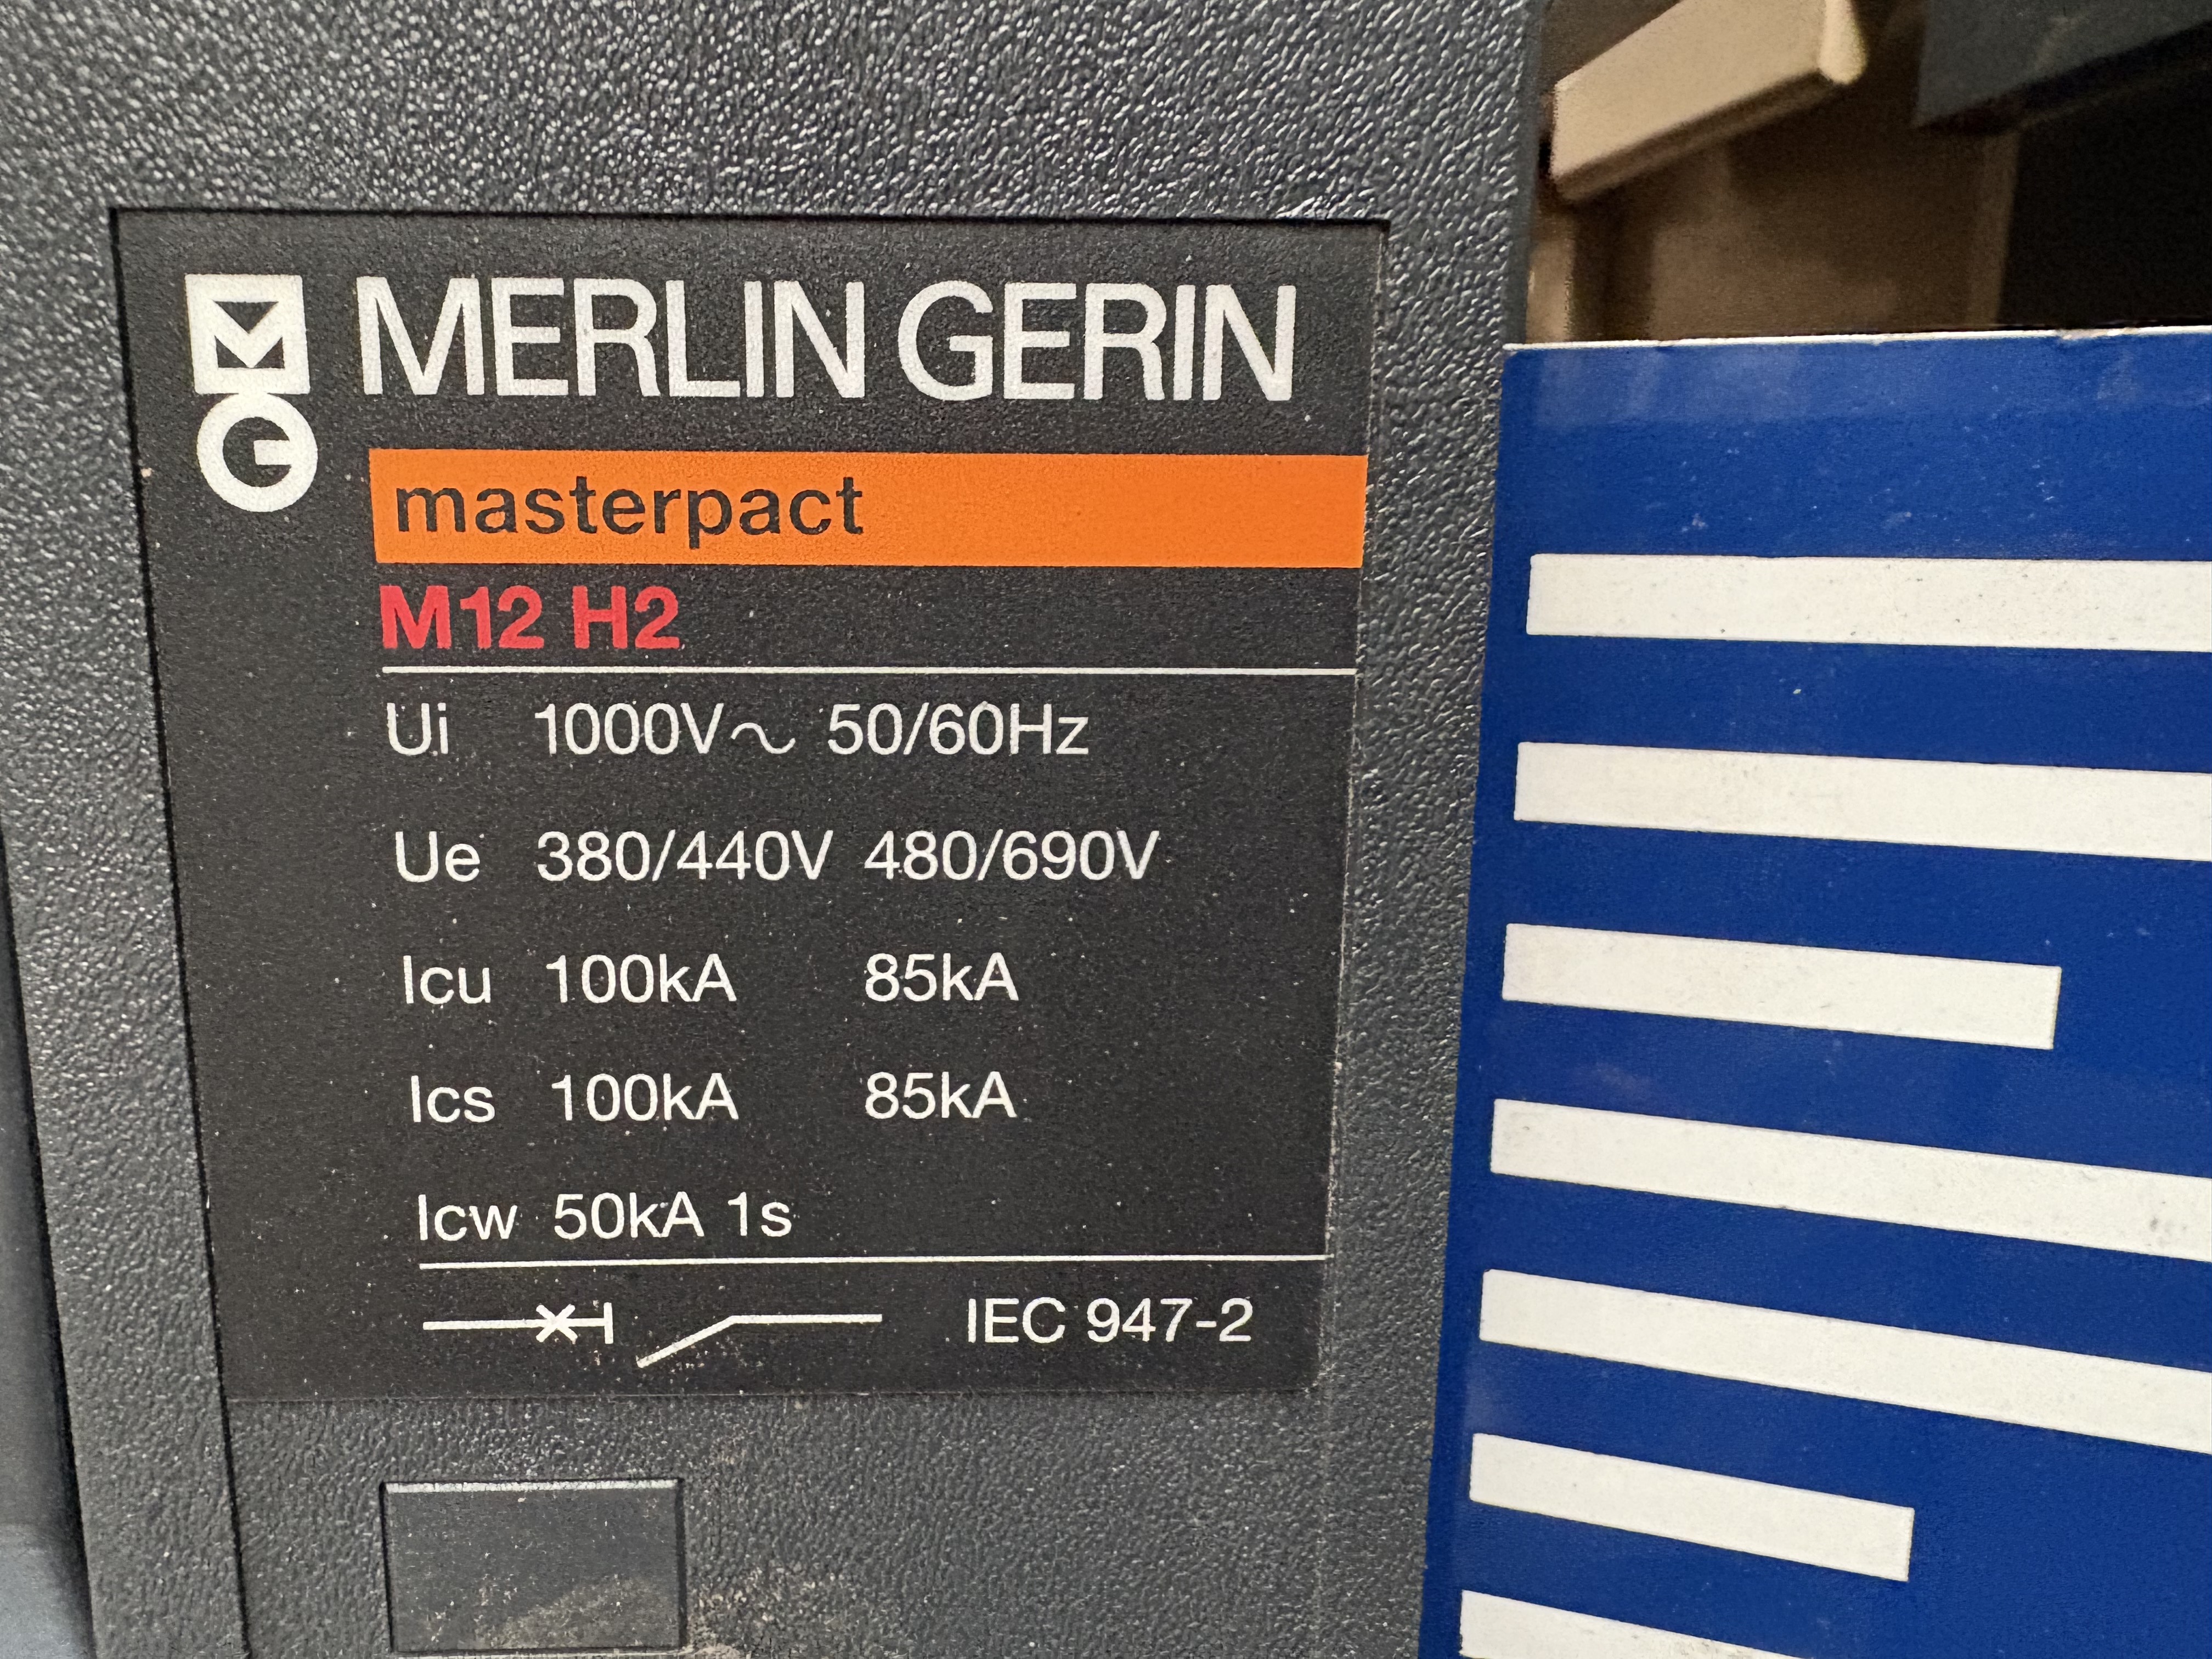 MG MERLIN GERIN
masterpact
M12 H2
Ui 1000V~ 50/60Hz
Ue 380/440V 480/690V
Icu 100kA 85kA
Ics 100kA 85kA
Icw 50kA 1s
IEC 947-2